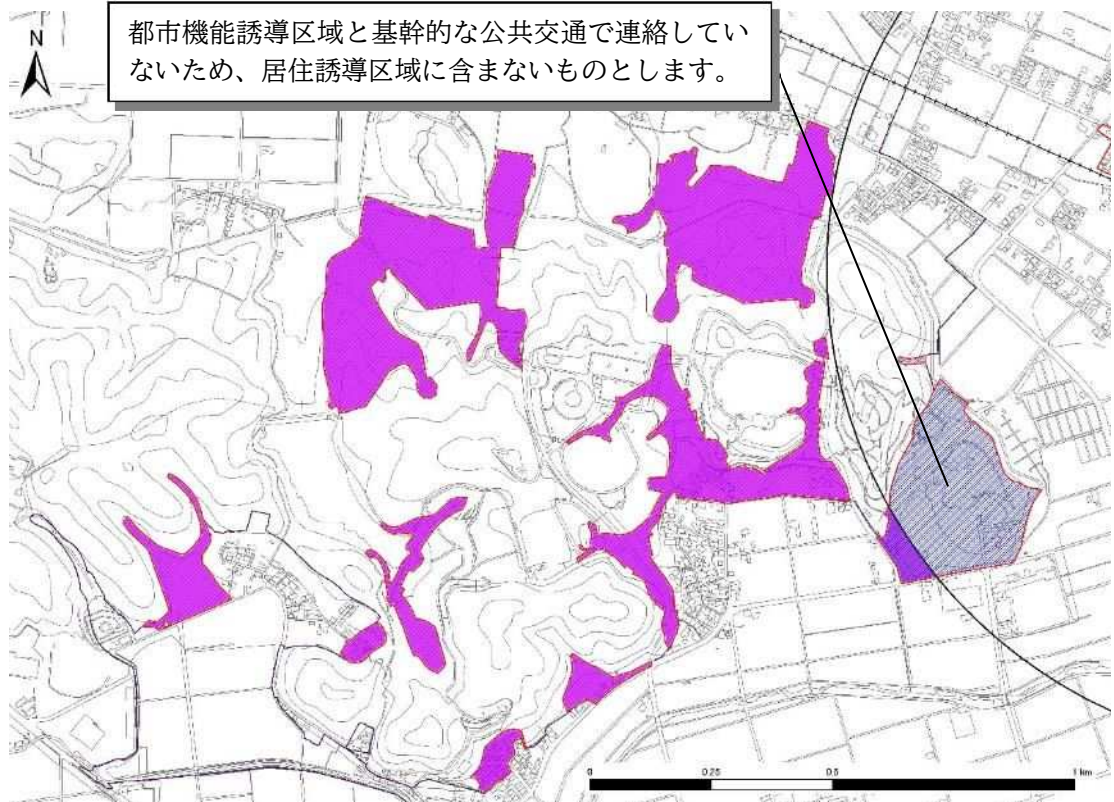 都市機能誘導区域と基幹的な公共交通で連絡してい
ないため、居住誘導区域に含まないものとします。
N
0 0.25 0.5 1 km